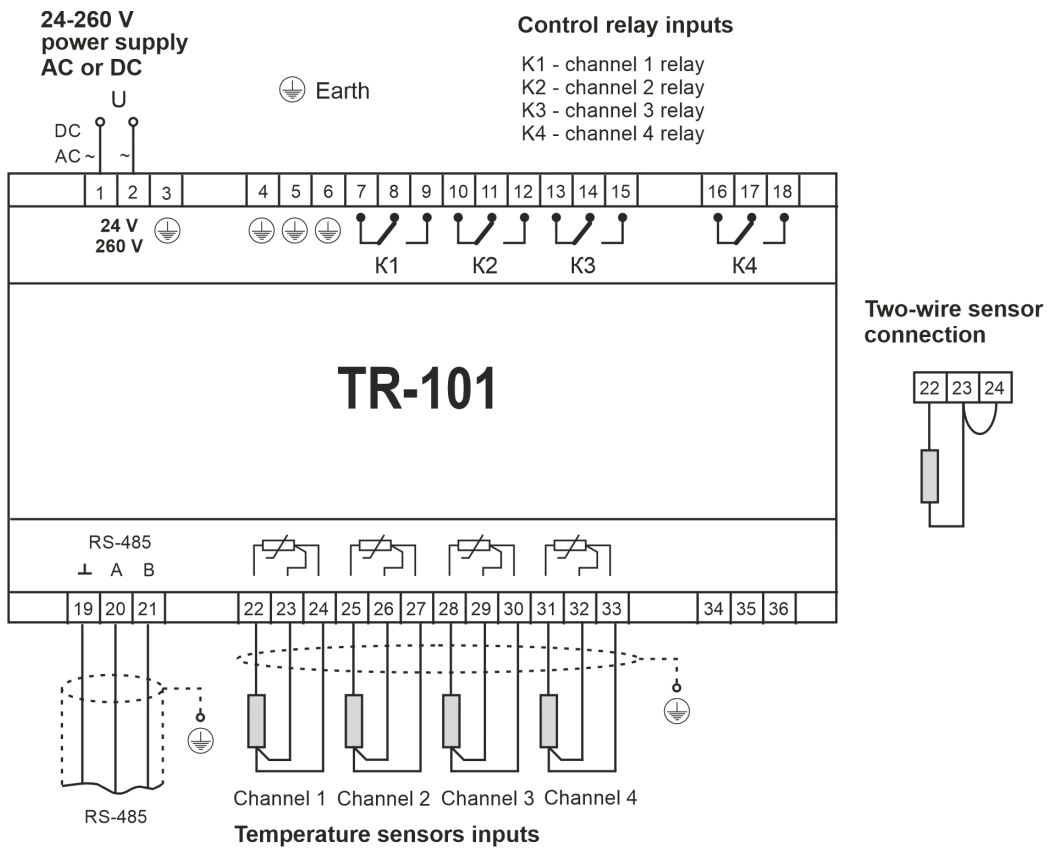 24-260 V
power supply
AC or DC
U
DC
AC ~ ~
Earth
Control relay inputs
K1 - channel 1 relay
K2 - channel 2 relay
K3 - channel 3 relay
K4 - channel 4 relay
1 2 3 4 5 6 7 8 9 10 11 12 13 14 15 16 17 18
24 V
260 V
K1 K2 K3 K4
TR-101
Two-wire sensor
connection
22 23 24
RS-485
A B
19 20 21 22 23 24 25 26 27 28 29 30 31 32 33 34 35 36
RS-485
Channel 1 Channel 2 Channel 3 Channel 4
Temperature sensors inputs